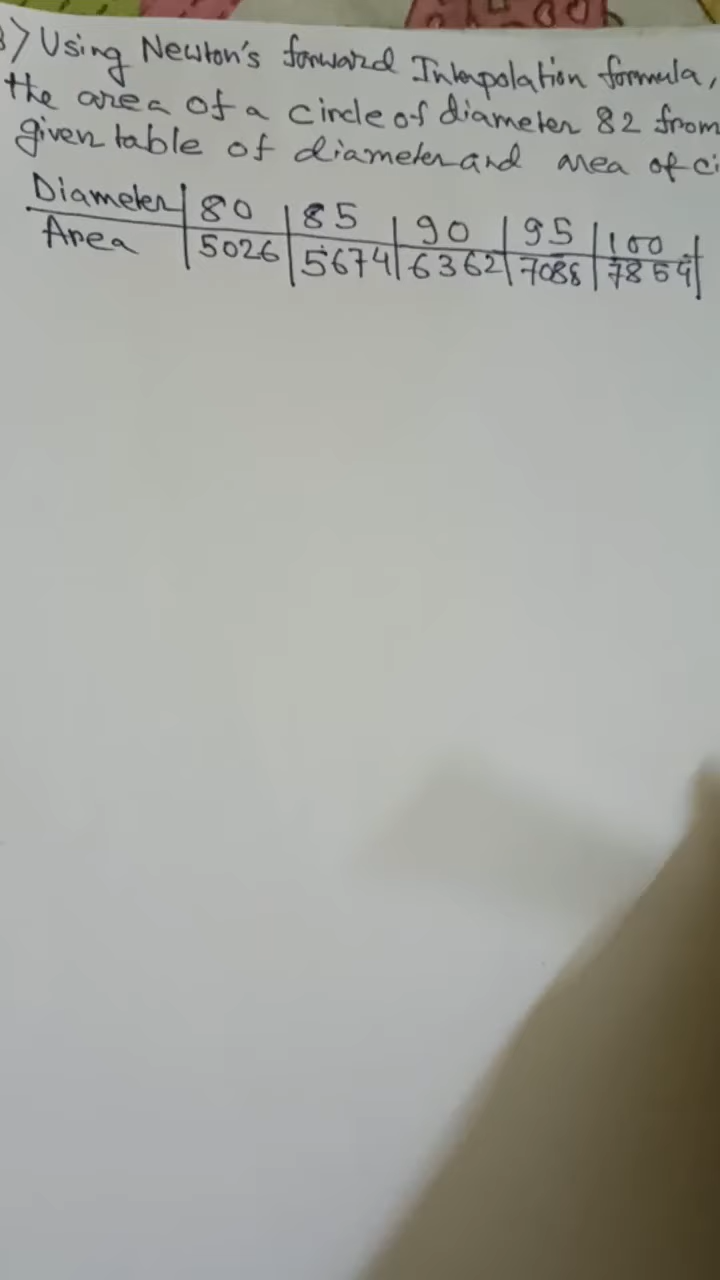 3) Using Newton's forward Interpolation formula,
the area of a circle of diameter 82 from
given table of diameter and area of ci
Diameter 80 85 90 95 100
Area 5026 5674 6362 7088 7854